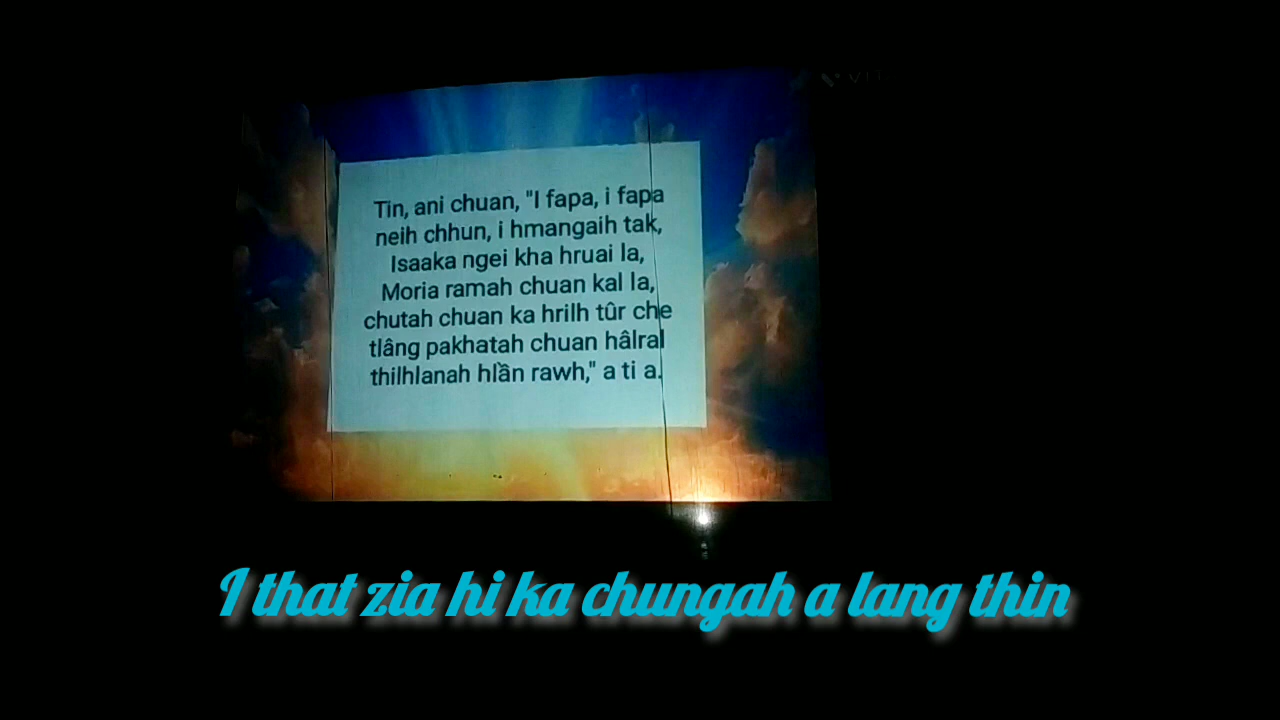 Tin, ani chuan, "I fapa, i fapa
neih chhun, i hmangaih tak,
Isaaka ngei kha hruai la,
Moria ramah chuan kal la,
chutah chuan ka hrilh tûr che
tlâng pakhatah chuan hâlral
thilhlanah hlần rawh," a ti a.
I that zia hi ka chungah a lang thin